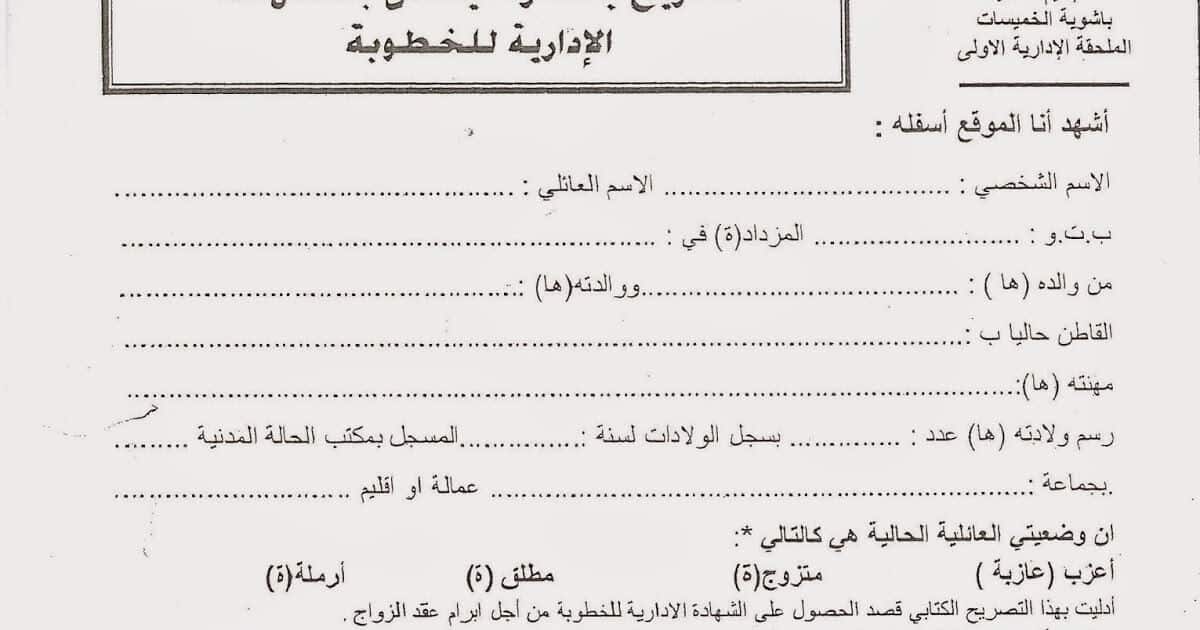 باشوية الخميسات
الملحقة الإدارية الاولى
الإدارية للخطوبة
أشهد أنا الموقع أسفله :
الاسم الشخصي : .................................... الاسم العائلي : ..................................................
ب.ت.و : .......................... المزداد(ة) في : ...................................................................
من والده (ها ) : ........................................ووالدته(ها) :..................................................
القاطن حاليا ب :.........................................................................................................
مهنته (ها):...............................................................................................................
رسم ولادته (ها) عدد : .............. بسجل الولادات لسنة :...............المسجل بمكتب الحالة المدنية .........
.بجماعة :................................................................... عمالة او اقليم ..............................
ان وضعيتي العائلية الحالية هي كالتالي *:
أعزب (عازبة ) متزوج(ة) مطلق (ة) أرملة(ة)
أدليت بهذا التصريح الكتابي قصد الحصول على الشهادة الادارية للخطوبة من أجل ابرام عقد الزواج .